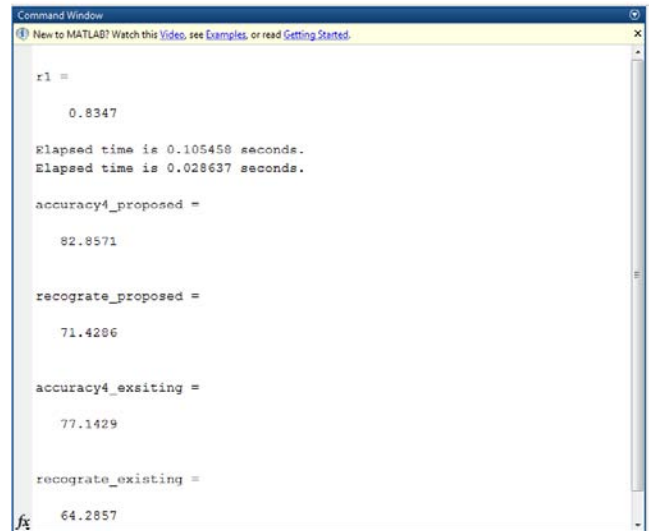 Command Window
New to MATLAB? Watch this Video, see Examples, or read Getting Started.
r1 =
0.8347
Elapsed time is 0.105458 seconds.
Elapsed time is 0.028637 seconds.
accuracy4_proposed =
82.8571
recograte_proposed =
71.4286
accuracy4_exsiting =
77.1429
recograte_existing =
64.2857
fx